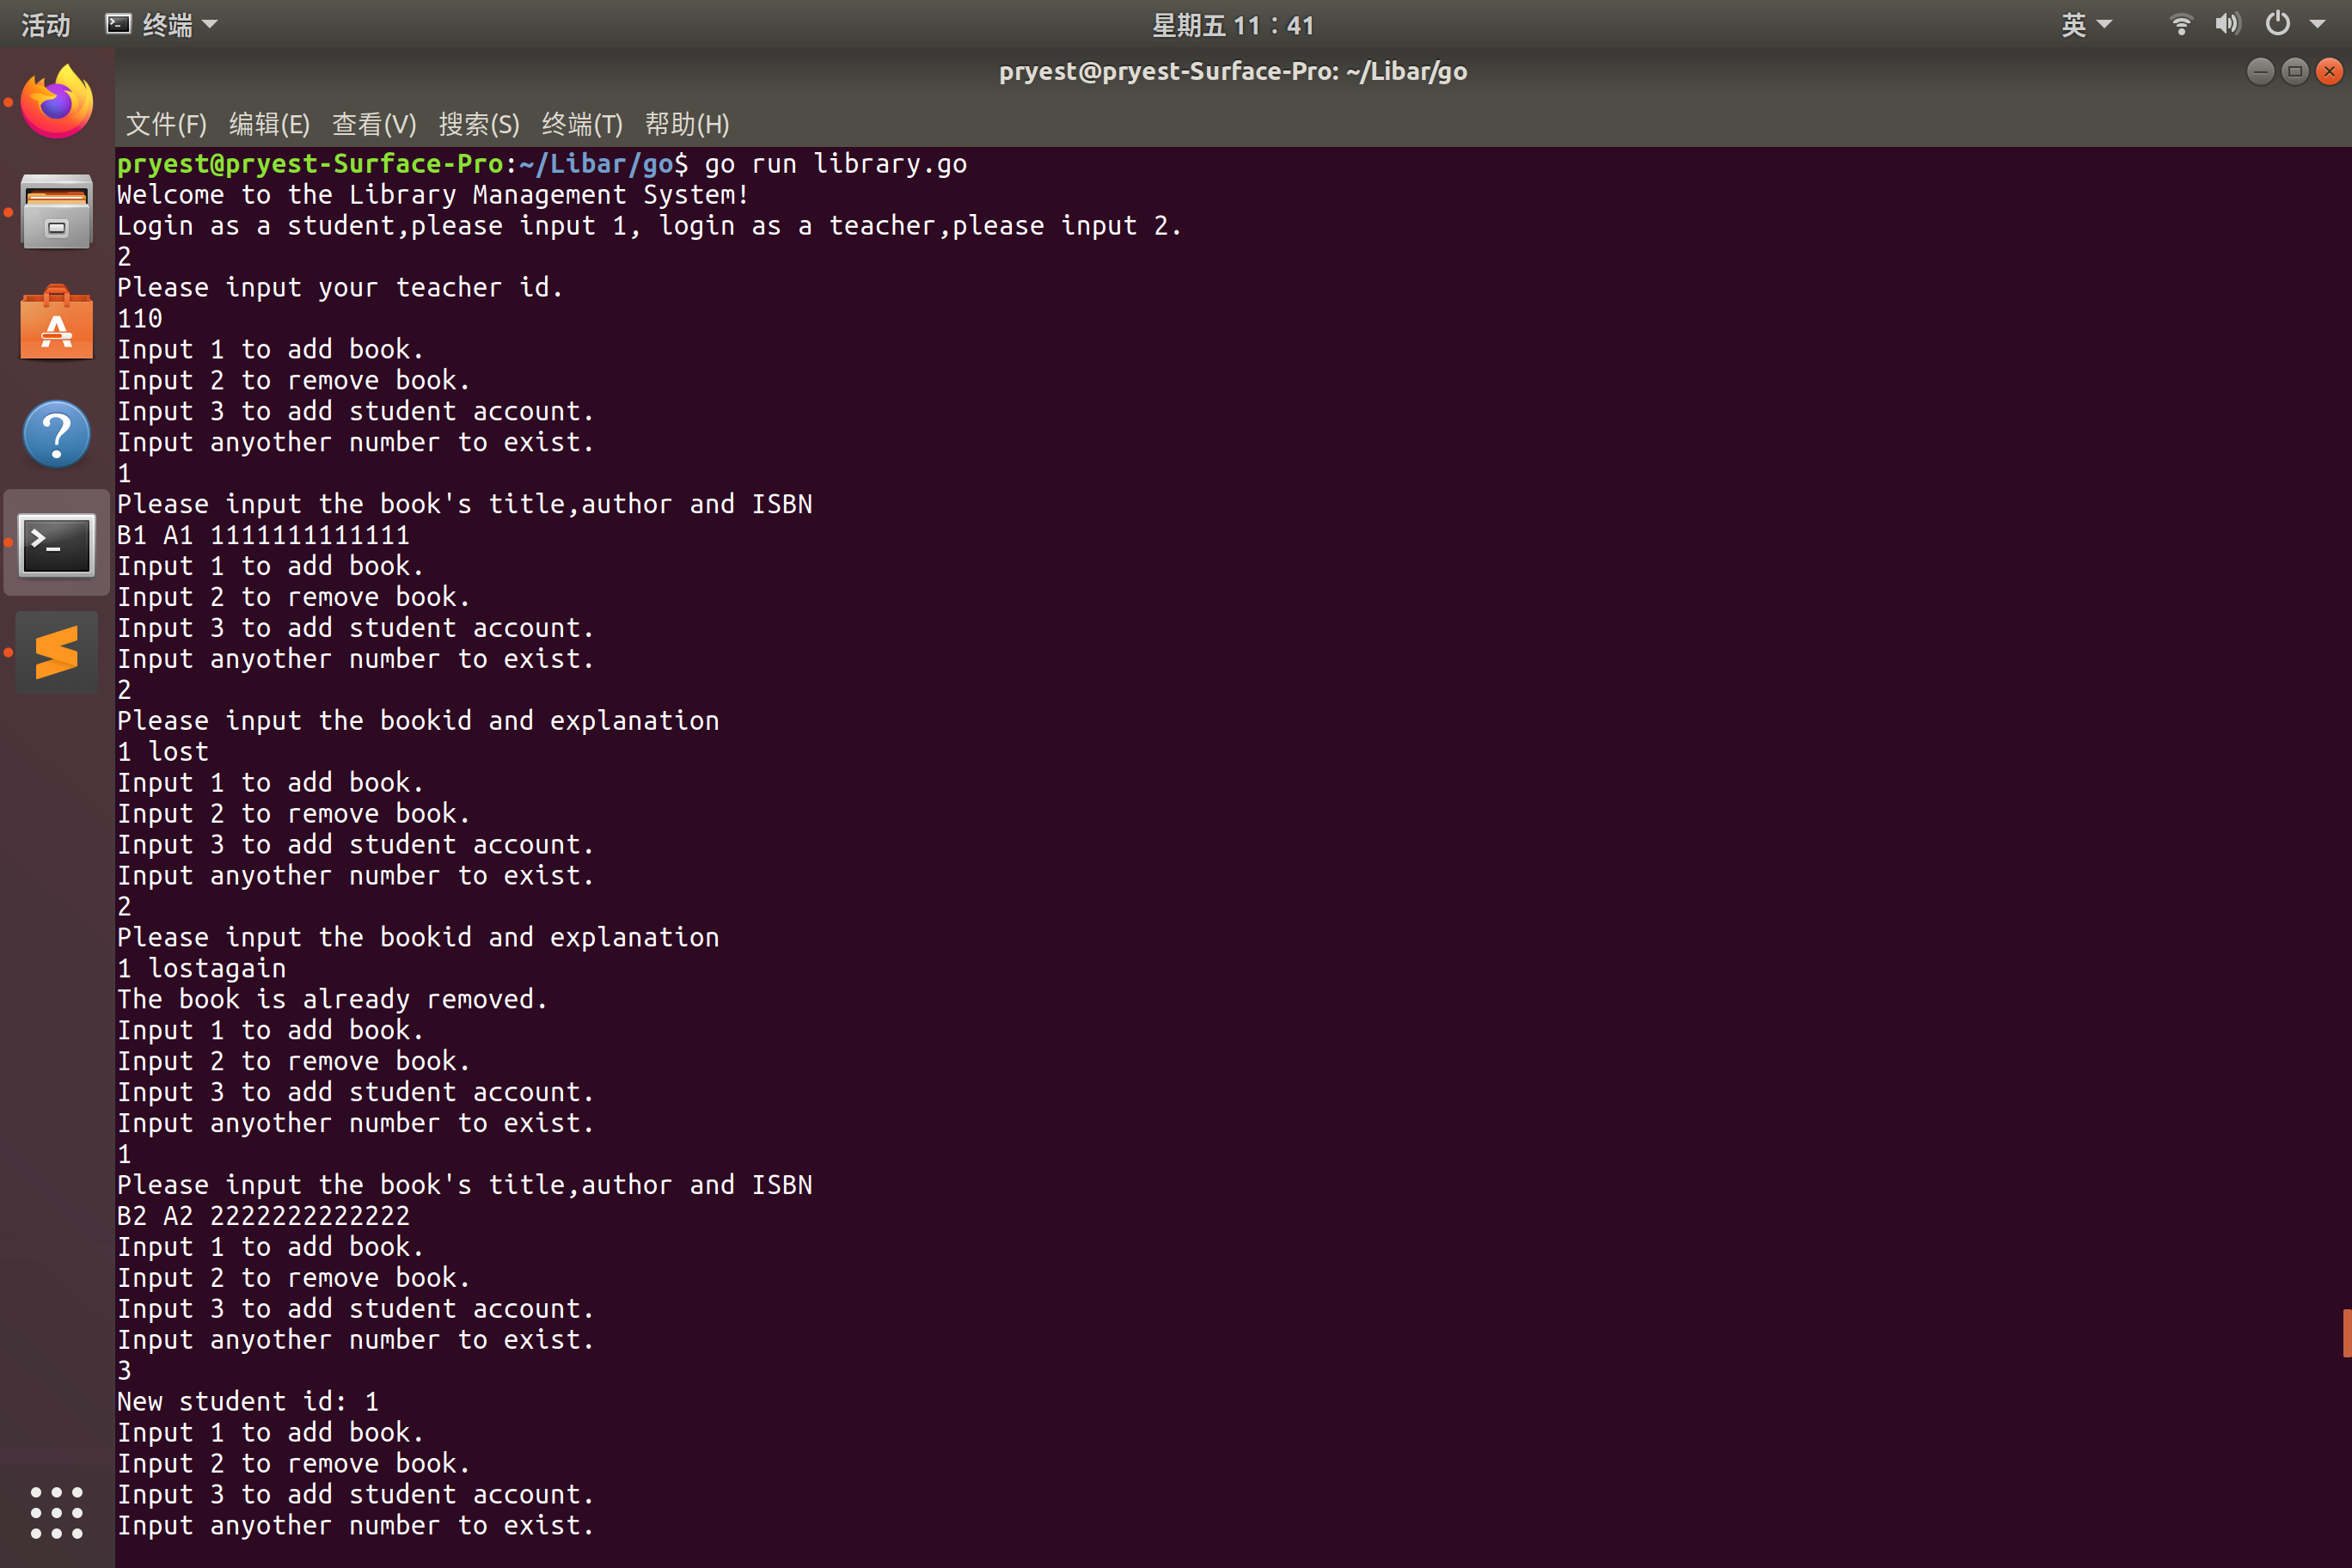 活动 终端 星期五 11：41 英
pryest@pryest-Surface-Pro: ~/Libar/go
文件(F) 编辑(E) 查看(V) 搜索(S) 终端(T) 帮助(H)
pryest@pryest-Surface-Pro:~/Libar/go$ go run library.go
Welcome to the Library Management System!
Login as a student,please input 1, login as a teacher,please input 2.
2
Please input your teacher id.
110
Input 1 to add book.
Input 2 to remove book.
Input 3 to add student account.
Input anyother number to exist.
1
Please input the book's title,author and ISBN
B1 A1 1111111111111
Input 1 to add book.
Input 2 to remove book.
Input 3 to add student account.
Input anyother number to exist.
2
Please input the bookid and explanation
1 lost
Input 1 to add book.
Input 2 to remove book.
Input 3 to add student account.
Input anyother number to exist.
2
Please input the bookid and explanation
1 lostagain
The book is already removed.
Input 1 to add book.
Input 2 to remove book.
Input 3 to add student account.
Input anyother number to exist.
1
Please input the book's title,author and ISBN
B2 A2 2222222222222
Input 1 to add book.
Input 2 to remove book.
Input 3 to add student account.
Input anyother number to exist.
3
New student id: 1
Input 1 to add book.
Input 2 to remove book.
Input 3 to add student account.
Input anyother number to exist.